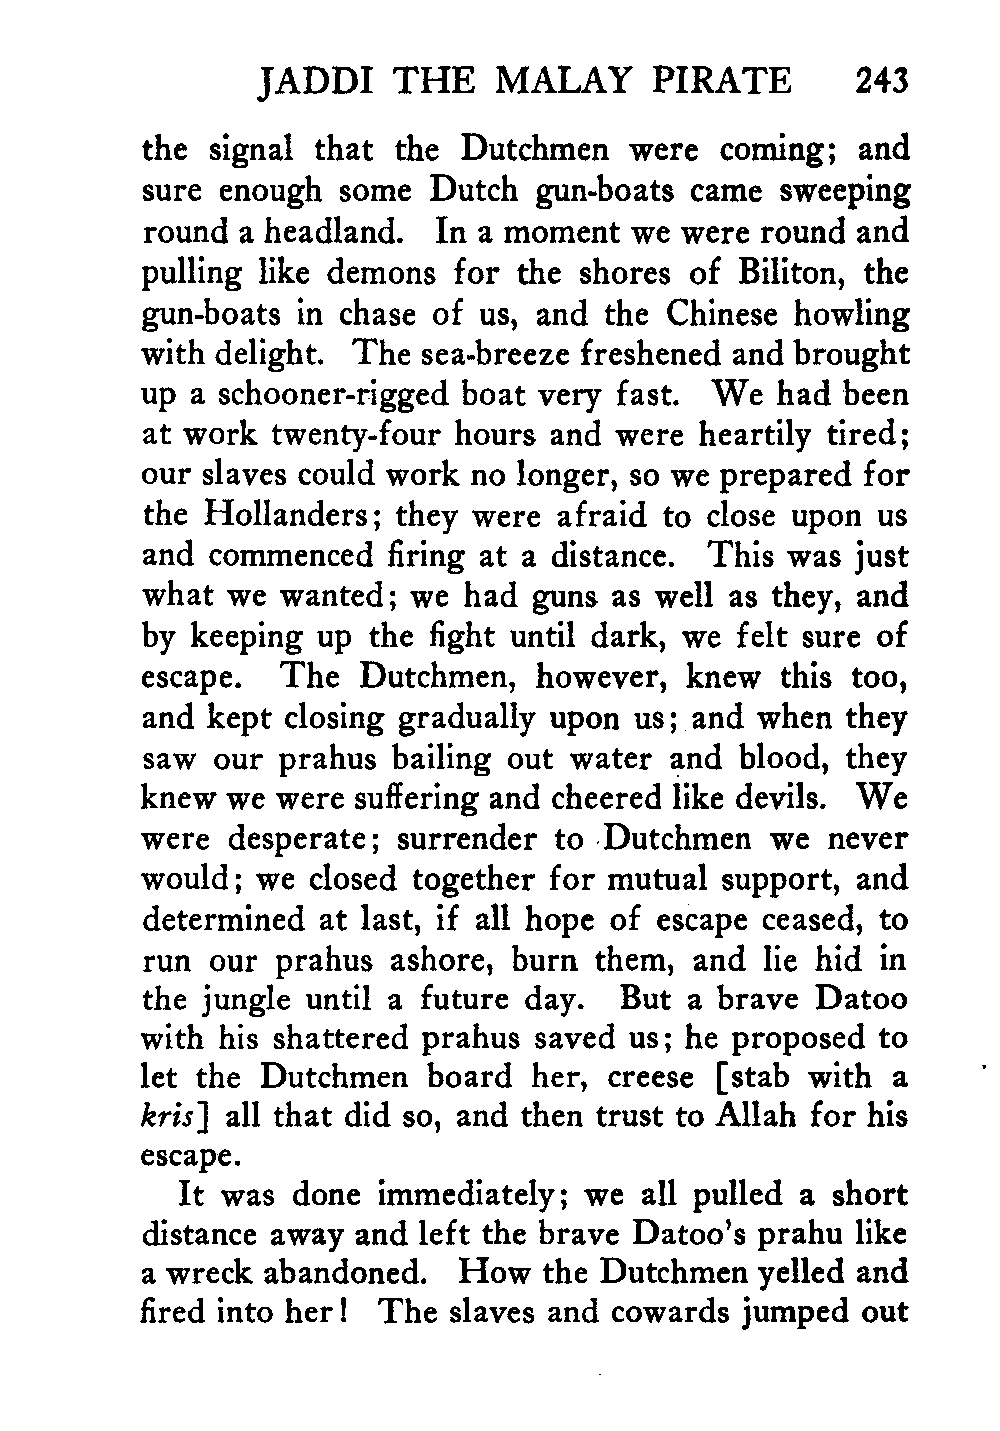 JADDI THE MALAY PIRATE 243
the signal that the Dutchmen were coming; and
sure enough some Dutch gun-boats came sweeping
round a headland. In a moment we were round and
pulling like demons for the shores of Biliton, the
gun-boats in chase of us, and the Chinese howling
with delight. The sea-breeze freshened and brought
up a schooner-rigged boat very fast. We had been
at work twenty-four hours and were heartily tired;
our slaves could work no longer, so we prepared for
the Hollanders; they were afraid to close upon us
and commenced firing at a distance. This was just
what we wanted; we had guns as well as they, and
by keeping up the fight until dark, we felt sure of
escape. The Dutchmen, however, knew this too,
and kept closing gradually upon us; and when they
saw our prahus bailing out water and blood, they
knew we were suffering and cheered like devils. We
were desperate; surrender to Dutchmen we never
would; we closed together for mutual support, and
determined at last, if all hope of escape ceased, to
run our prahus ashore, burn them, and lie hid in
the jungle until a future day. But a brave Datoo
with his shattered prahus saved us; he proposed to
let the Dutchmen board her, creese [stab with a
kris] all that did so, and then trust to Allah for his
escape.
It was done immediately; we all pulled a short
distance away and left the brave Datoo's prahu like
a wreck abandoned. How the Dutchmen yelled and
fired into her! The slaves and cowards jumped out